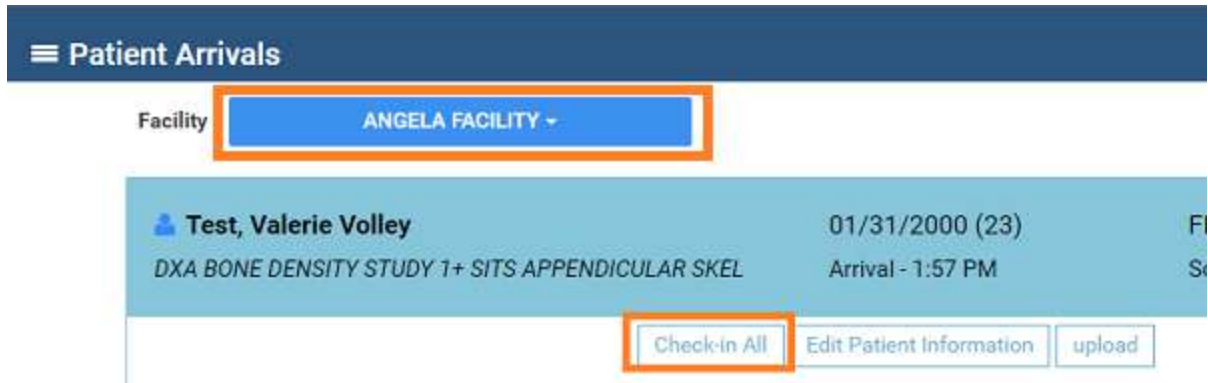 Patient Arrivals
Facility
ANGELA FACILITY
Test, Valerie Volley
01/31/2000 (23)
DXA BONE DENSITY STUDY 1+ SITS APPENDICULAR SKEL
Arrival - 1:57 PM
Check-in All
Edit Patient Information
upload